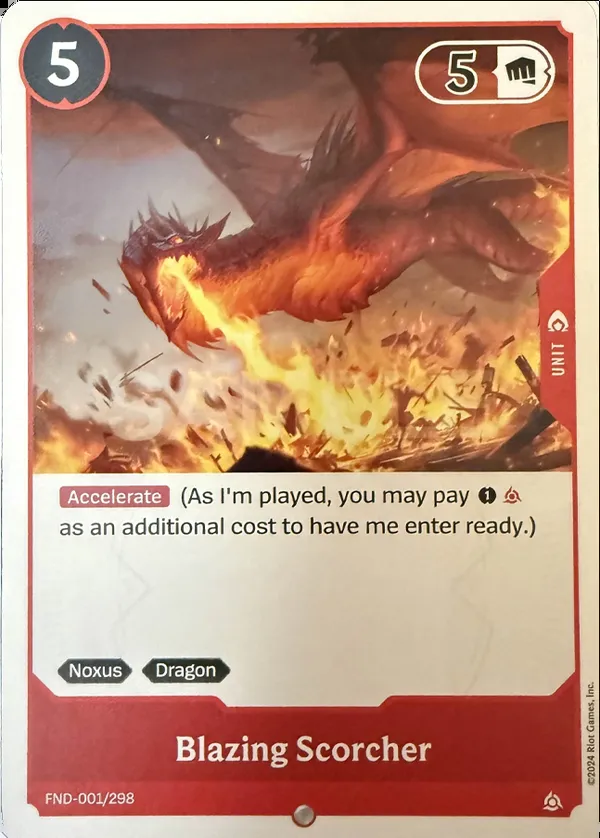 5
5
UNIT
Accelerate (As I'm played, you may pay 1
as an additional cost to have me enter ready.)
Noxus Dragon
Blazing Scorcher
FND-001/298
©2024 Riot Games, Inc.